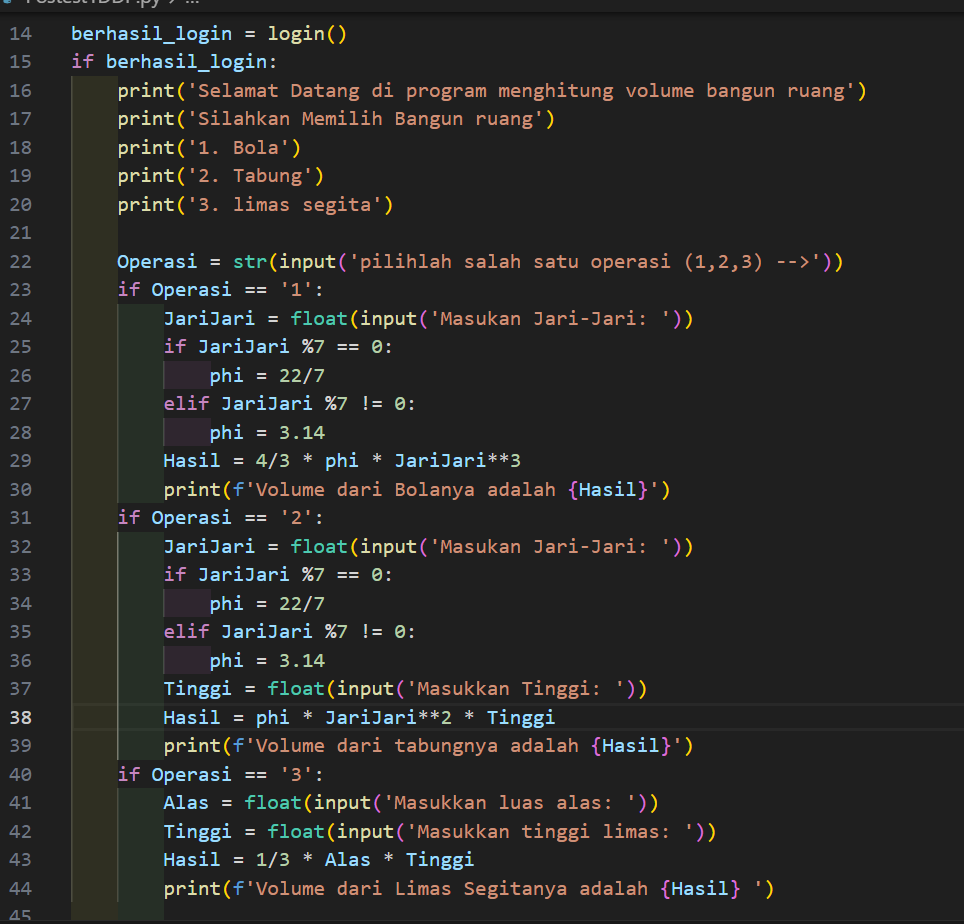 14 berhasil_login = login()
15 if berhasil_login:
16     print('Selamat Datang di program menghitung volume bangun ruang')
17     print('Silahkan Memilih Bangun ruang')
18     print('1. Bola')
19     print('2. Tabung')
20     print('3. limas segita')
21
22     Operasi = str(input('pilihlah salah satu operasi (1,2,3) -->'))
23     if Operasi == '1':
24         JariJari = float(input('Masukan Jari-Jari: '))
25         if JariJari %7 == 0:
26             phi = 22/7
27         elif JariJari %7 != 0:
28             phi = 3.14
29         Hasil = 4/3 * phi * JariJari**3
30         print(f'Volume dari Bolanya adalah {Hasil}')
31     if Operasi == '2':
32         JariJari = float(input('Masukan Jari-Jari: '))
33         if JariJari %7 == 0:
34             phi = 22/7
35         elif JariJari %7 != 0:
36             phi = 3.14
37         Tinggi = float(input('Masukkan Tinggi: '))
38         Hasil = phi * JariJari**2 * Tinggi
39         print(f'Volume dari tabungnya adalah {Hasil}')
40     if Operasi == '3':
41         Alas = float(input('Masukkan luas alas: '))
42         Tinggi = float(input('Masukkan tinggi limas: '))
43         Hasil = 1/3 * Alas * Tinggi
44         print(f'Volume dari Limas Segitanya adalah {Hasil} ')
45